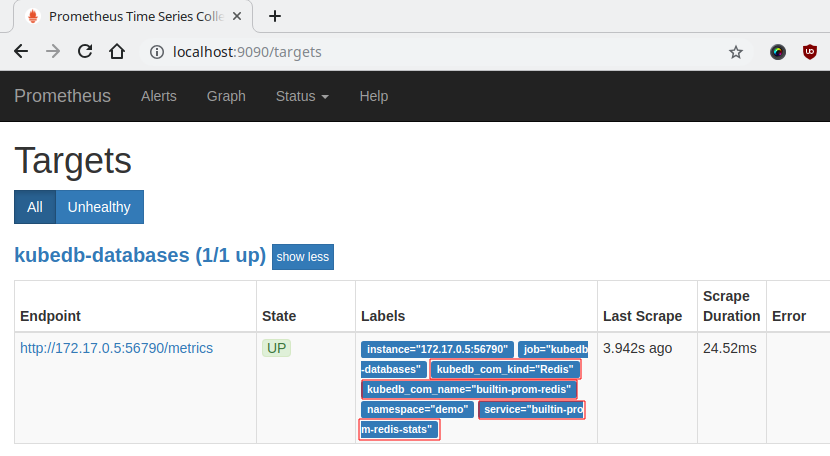 Prometheus Time Series Colle
localhost:9090/targets
Prometheus Alerts Graph Status Help
Targets
All Unhealthy
kubedb-databases (1/1 up) show less
Endpoint State Labels Last Scrape Scrape Duration Error
http://172.17.0.5:56790/metrics UP instance="172.17.0.5:56790" job="kubedb 3.942s ago 24.52ms
-databases" kubedb_com_kind="Redis"
kubedb_com_name="builtin-prom-redis"
namespace="demo" service="builtin-pro
m-redis-stats"